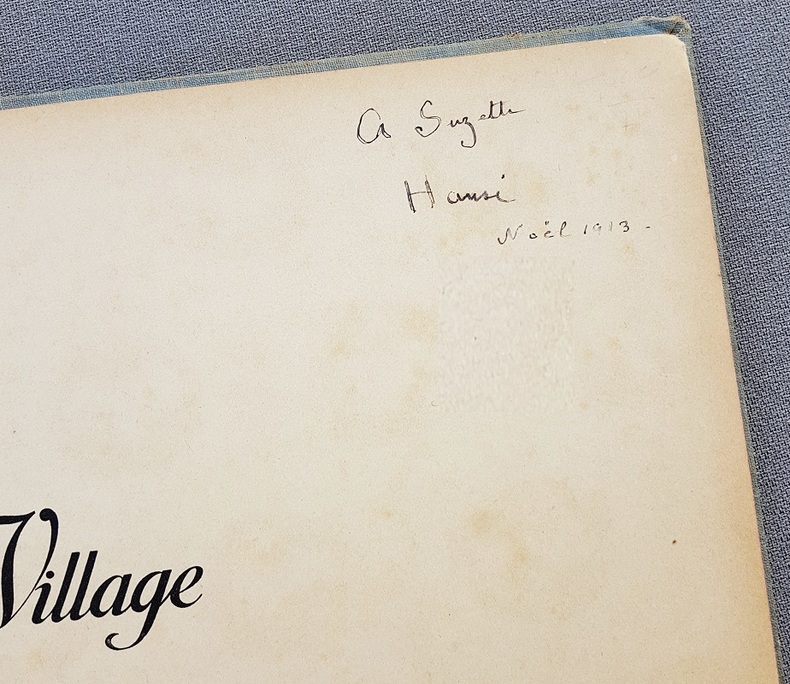 A Suzette
Hansi
Noël 1913.
Village